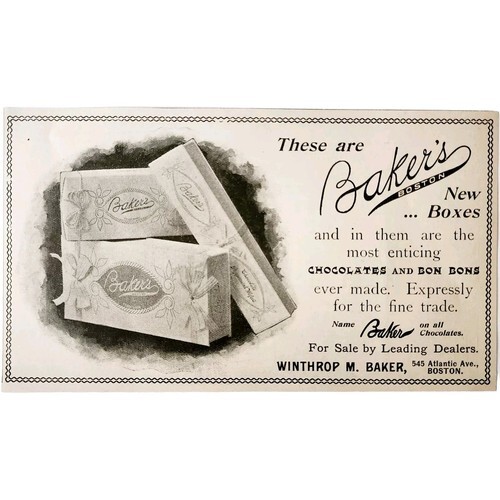 These are
Baker's
BOSTON
New
... Boxes
and in them are the
most enticing
CHOCOLATES AND BON BONS
ever made. Expressly
for the fine trade.
Name Baker on all
Chocolates.
For Sale by Leading Dealers.
WINTHROP M. BAKER, 545 Atlantic Ave.,
BOSTON.
Baker's
Baker's